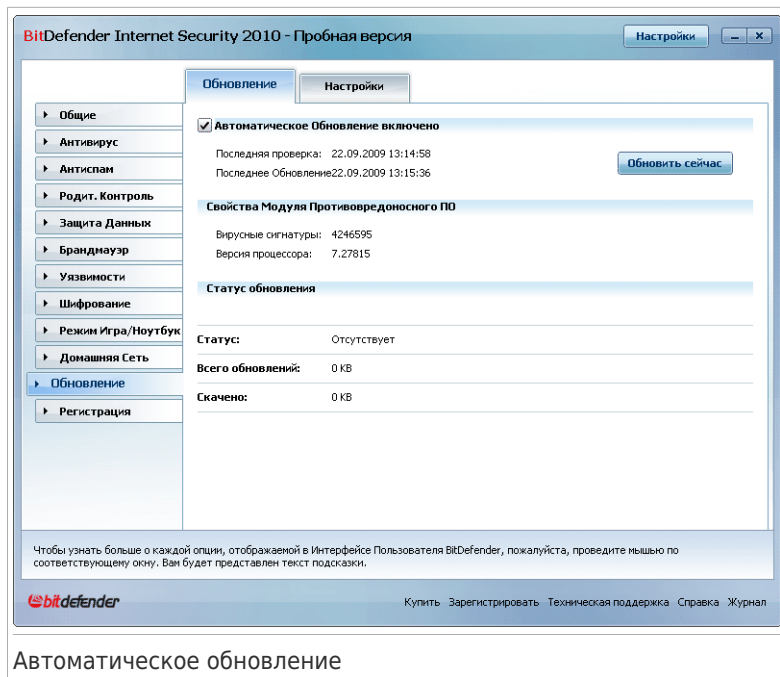 BitDefender Internet Security 2010 - Пробная версия
Настройки
Обновление
Настройки
Общие
Антивирус
Антиспам
Родит. Контроль
Защита Данных
Брандмауэр
Уязвимости
Шифрование
Режим Игра/Ноутбук
Домашняя Сеть
Обновление
Регистрация
Автоматическое Обновление включено
Последняя проверка: 22.09.2009 13:14:58
Последнее Обновление22.09.2009 13:15:36
Обновить сейчас
Свойства Модуля Противовредоносного ПО
Вирусные сигнатуры: 4246595
Версия процессора: 7.27815
Статус обновления
Статус: Отсутствует
Всего обновлений: 0 KB
Скачено: 0 KB
Чтобы узнать больше о каждой опции, отображаемой в Интерфейсе Пользователя BitDefender, пожалуйста, проведите мышью по
соответствующему окну. Вам будет представлен текст подсказки.
bitdefender
Купить Зарегистрировать Техническая поддержка Справка Журнал
Автоматическое обновление